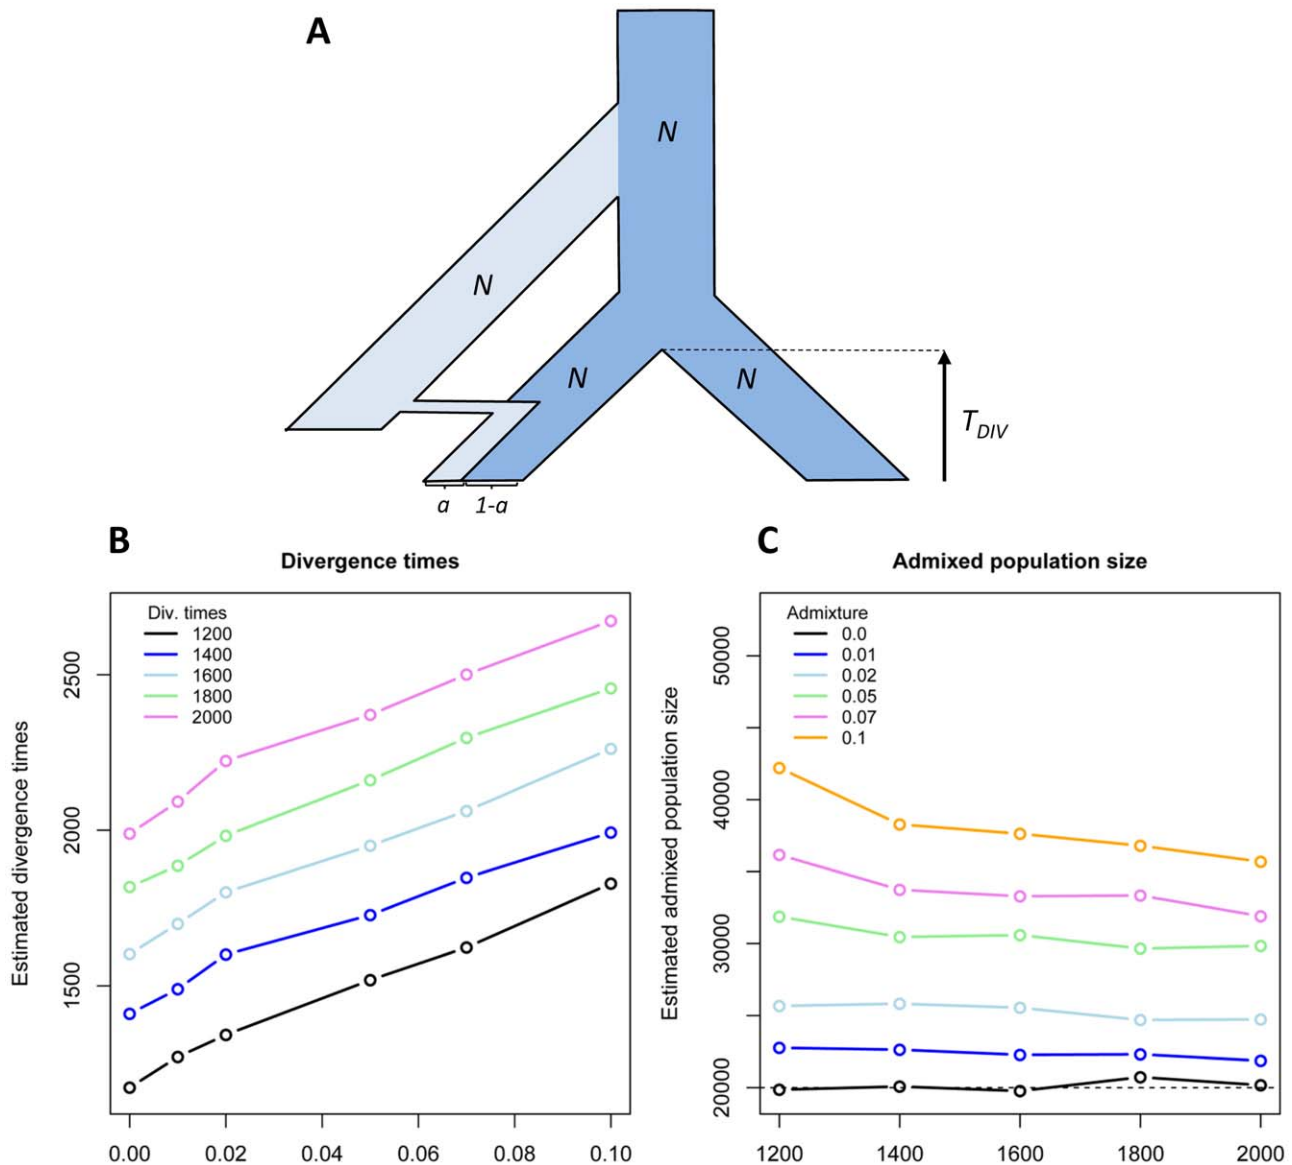 A
N
N
N
N
T_DIV
a 1-a
B
Divergence times
Estimated divergence times
2500
2000
1500
Div. times
1200
1400
1600
1800
2000
0.00 0.02 0.04 0.06 0.08 0.10
C
Admixed population size
Estimated admixed population size
50000
40000
30000
20000
Admixture
0.0
0.01
0.02
0.05
0.07
0.1
1200 1400 1600 1800 2000